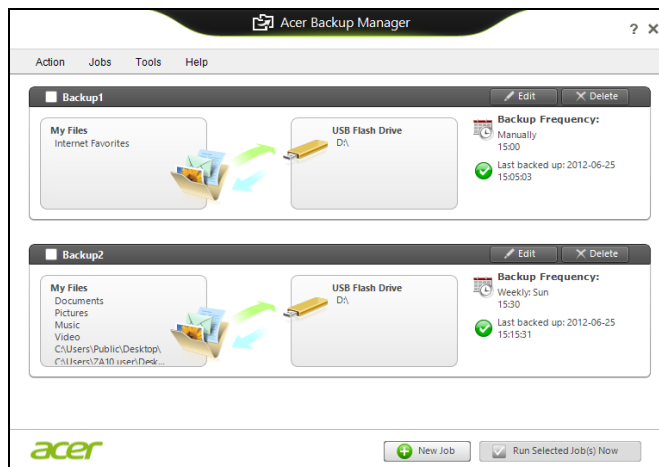 Acer Backup Manager
? X
Action Jobs Tools Help
Backup1
Edit Delete
My Files
Internet Favorites
USB Flash Drive
D:\
Backup Frequency:
Manually
15:00
Last backed up: 2012-06-25
15:05:03
Backup2
Edit Delete
My Files
Documents
Pictures
Music
Video
C:\Users\Public\Desktop\
C:\Users\ZA10 user\Desk...
USB Flash Drive
D:\
Backup Frequency:
Weekly: Sun
15:30
Last backed up: 2012-06-25
15:15:31
acer
New Job
Run Selected Job(s) Now